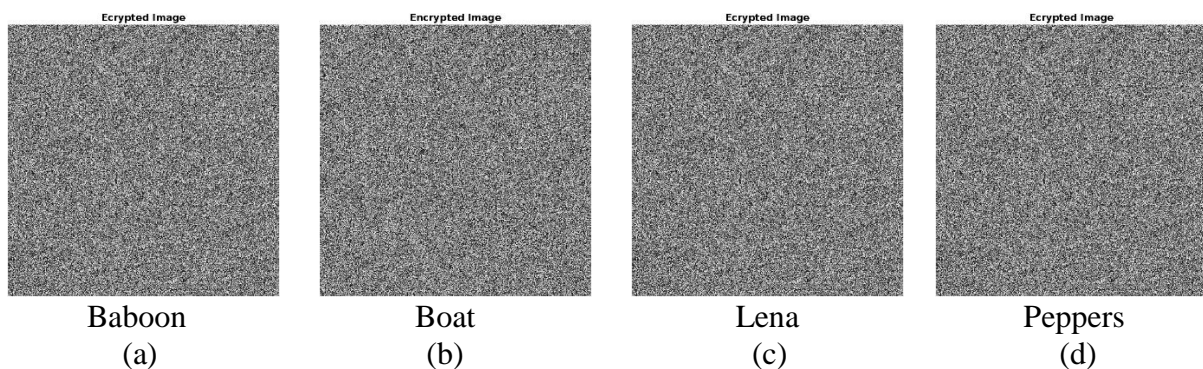 Ecrypted Image
Encrypted Image
Ecrypted Image
Ecrypted Image
Baboon
Boat
Lena
Peppers
(a)
(b)
(c)
(d)